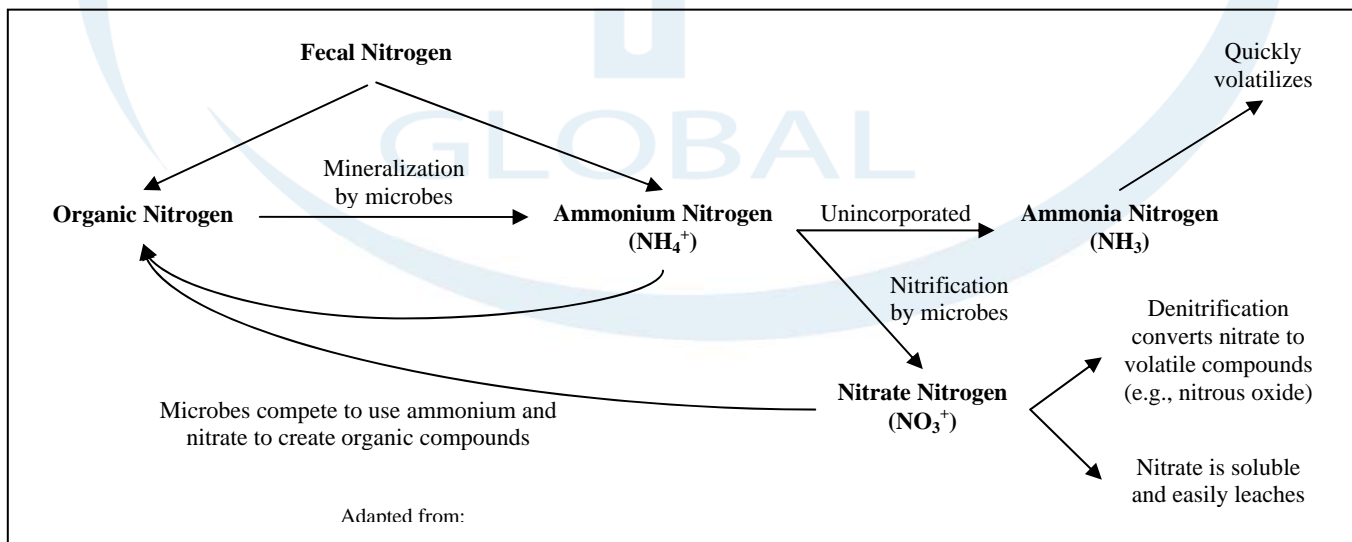 Fecal Nitrogen
Quickly
volatilizes
GLOBAL
Mineralization
by microbes
Organic Nitrogen
Ammonium Nitrogen
(NH₄⁺)
Unincorporated
Ammonia Nitrogen
(NH₃)
Nitrification
by microbes
Denitrification
converts nitrate to
volatile compounds
(e.g., nitrous oxide)
Nitrate Nitrogen
(NO₃⁺)
Microbes compete to use ammonium and
nitrate to create organic compounds
Nitrate is soluble
and easily leaches
Adapted from: